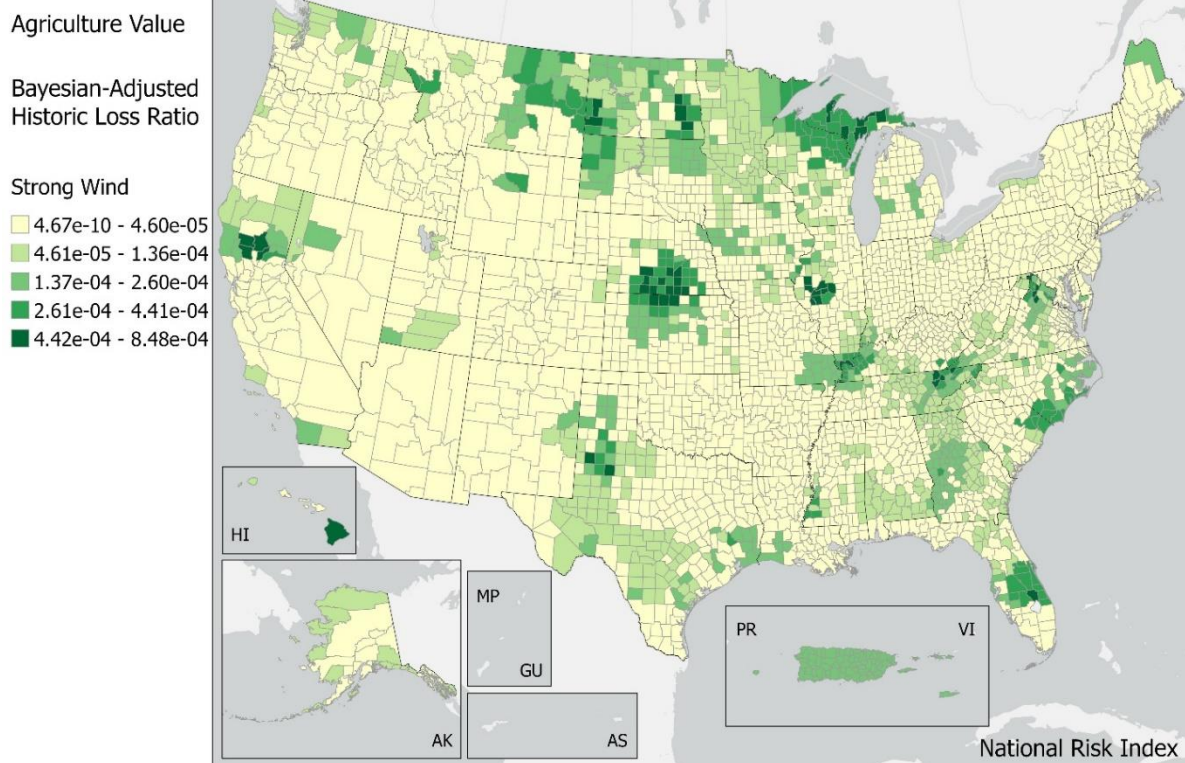 Agriculture Value
Bayesian-Adjusted
Historic Loss Ratio
Strong Wind
4.67e-10 - 4.60e-05
4.61e-05 - 1.36e-04
1.37e-04 - 2.60e-04
2.61e-04 - 4.41e-04
4.42e-04 - 8.48e-04
HI
AK
MP
GU
AS
PR
VI
National Risk Index